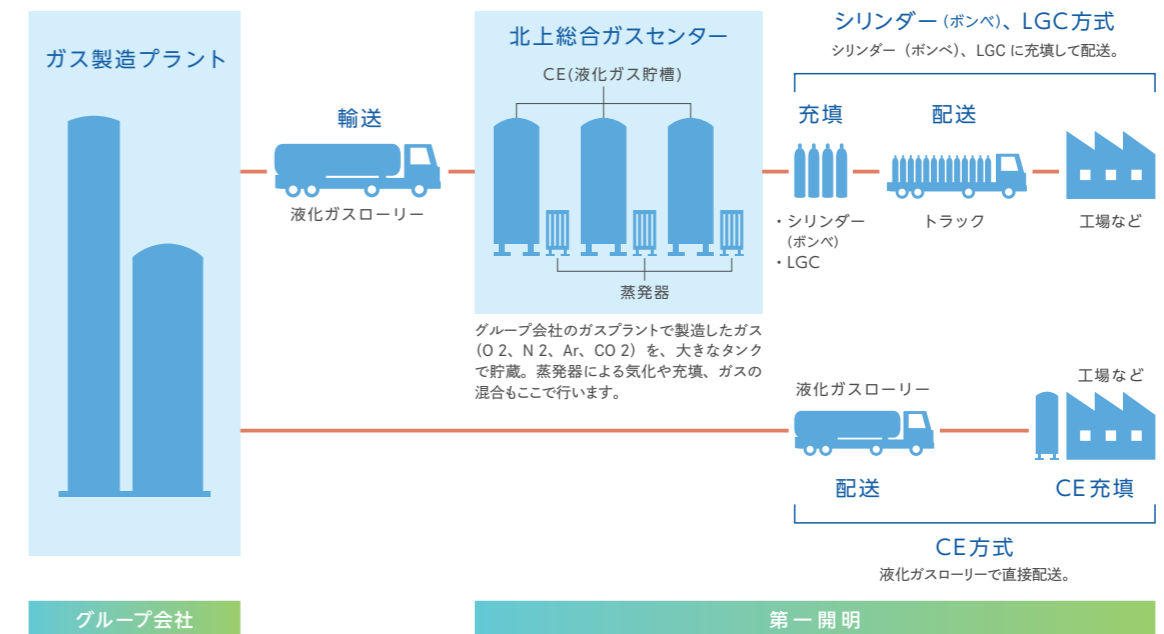 ガス製造プラント
輸送
液化ガスローリー
北上総合ガスセンター
CE(液化ガス貯槽)
蒸発器
グループ会社のガスプラントで製造したガス
(O 2、N 2、Ar、CO 2) を、大きなタンク
で貯蔵。蒸発器による気化や充填、ガスの
混合もここで行います。
シリンダー (ボンベ)、LGC方式
シリンダー (ボンベ)、LGC に充填して配送。
充填
・シリンダー
(ボンベ)
・LGC
配送
トラック
工場など
液化ガスローリー
配送
工場など
CE充填
CE方式
液化ガスローリーで直接配送。
グループ会社
第一開明